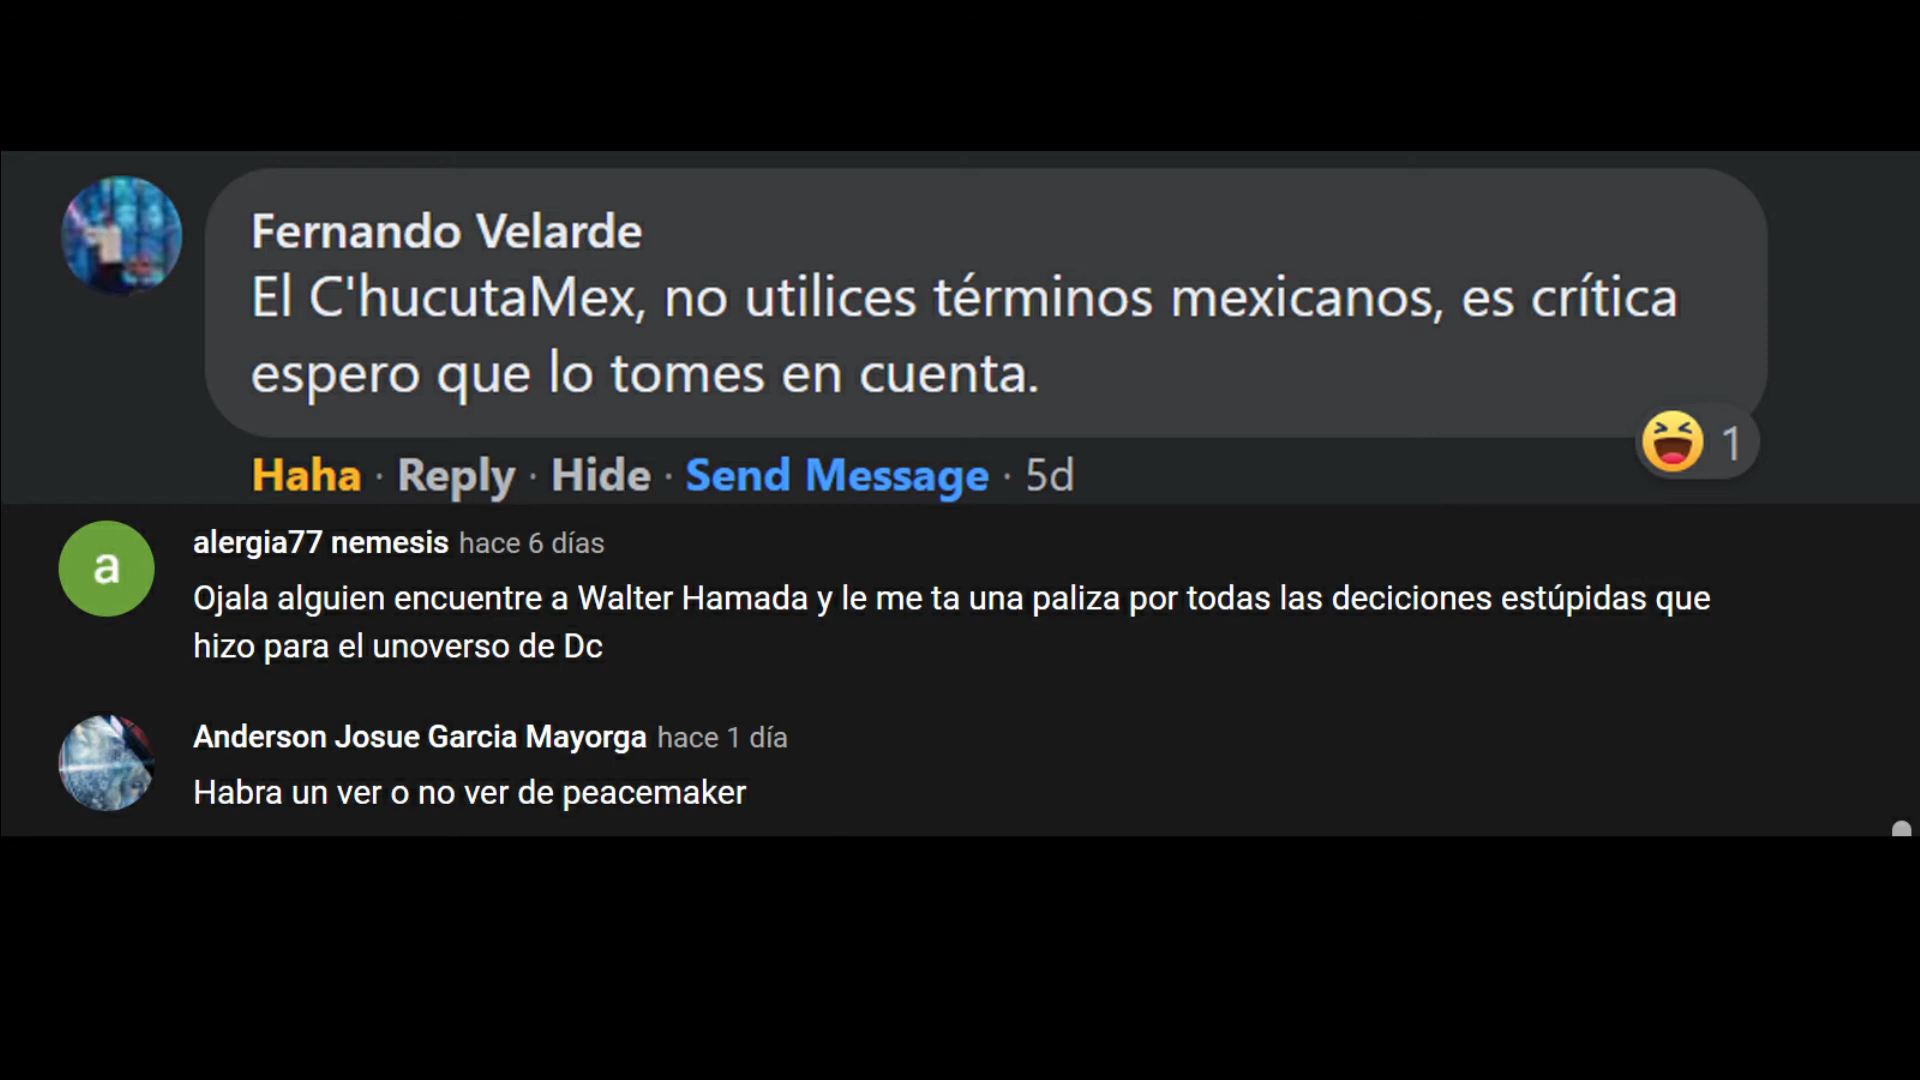 Fernando Velarde
El C'hucutaMex, no utilices términos mexicanos, es crítica
espero que lo tomes en cuenta.
1
Haha · Reply · Hide · Send Message · 5d
a
alergia77 nemesis hace 6 días
Ojala alguien encuentre a Walter Hamada y le me ta una paliza por todas las deciciones estúpidas que
hizo para el unoverso de Dc
Anderson Josue Garcia Mayorga hace 1 día
Habra un ver o no ver de peacemaker